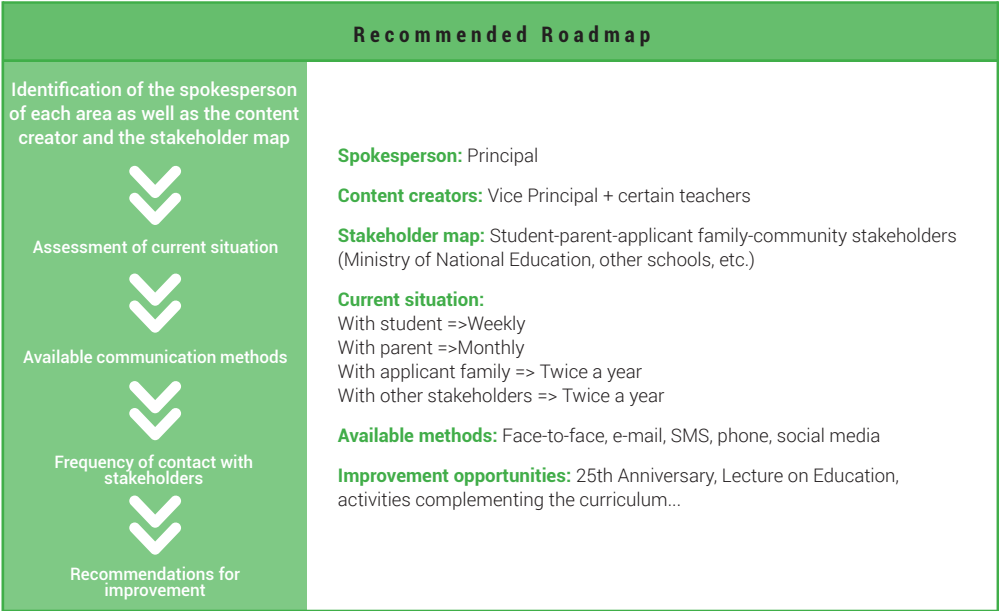 Recommended Roadmap
Identification of the spokesperson
of each area as well as the content
creator and the stakeholder map
Assessment of current situation
Available communication methods
Frequency of contact with
stakeholders
Recommendations for
improvement
Spokesperson: Principal
Content creators: Vice Principal + certain teachers
Stakeholder map: Student-parent-applicant family-community stakeholders
(Ministry of National Education, other schools, etc.)
Current situation:
With student =>Weekly
With parent =>Monthly
With applicant family => Twice a year
With other stakeholders => Twice a year
Available methods: Face-to-face, e-mail, SMS, phone, social media
Improvement opportunities: 25th Anniversary, Lecture on Education,
activities complementing the curriculum...